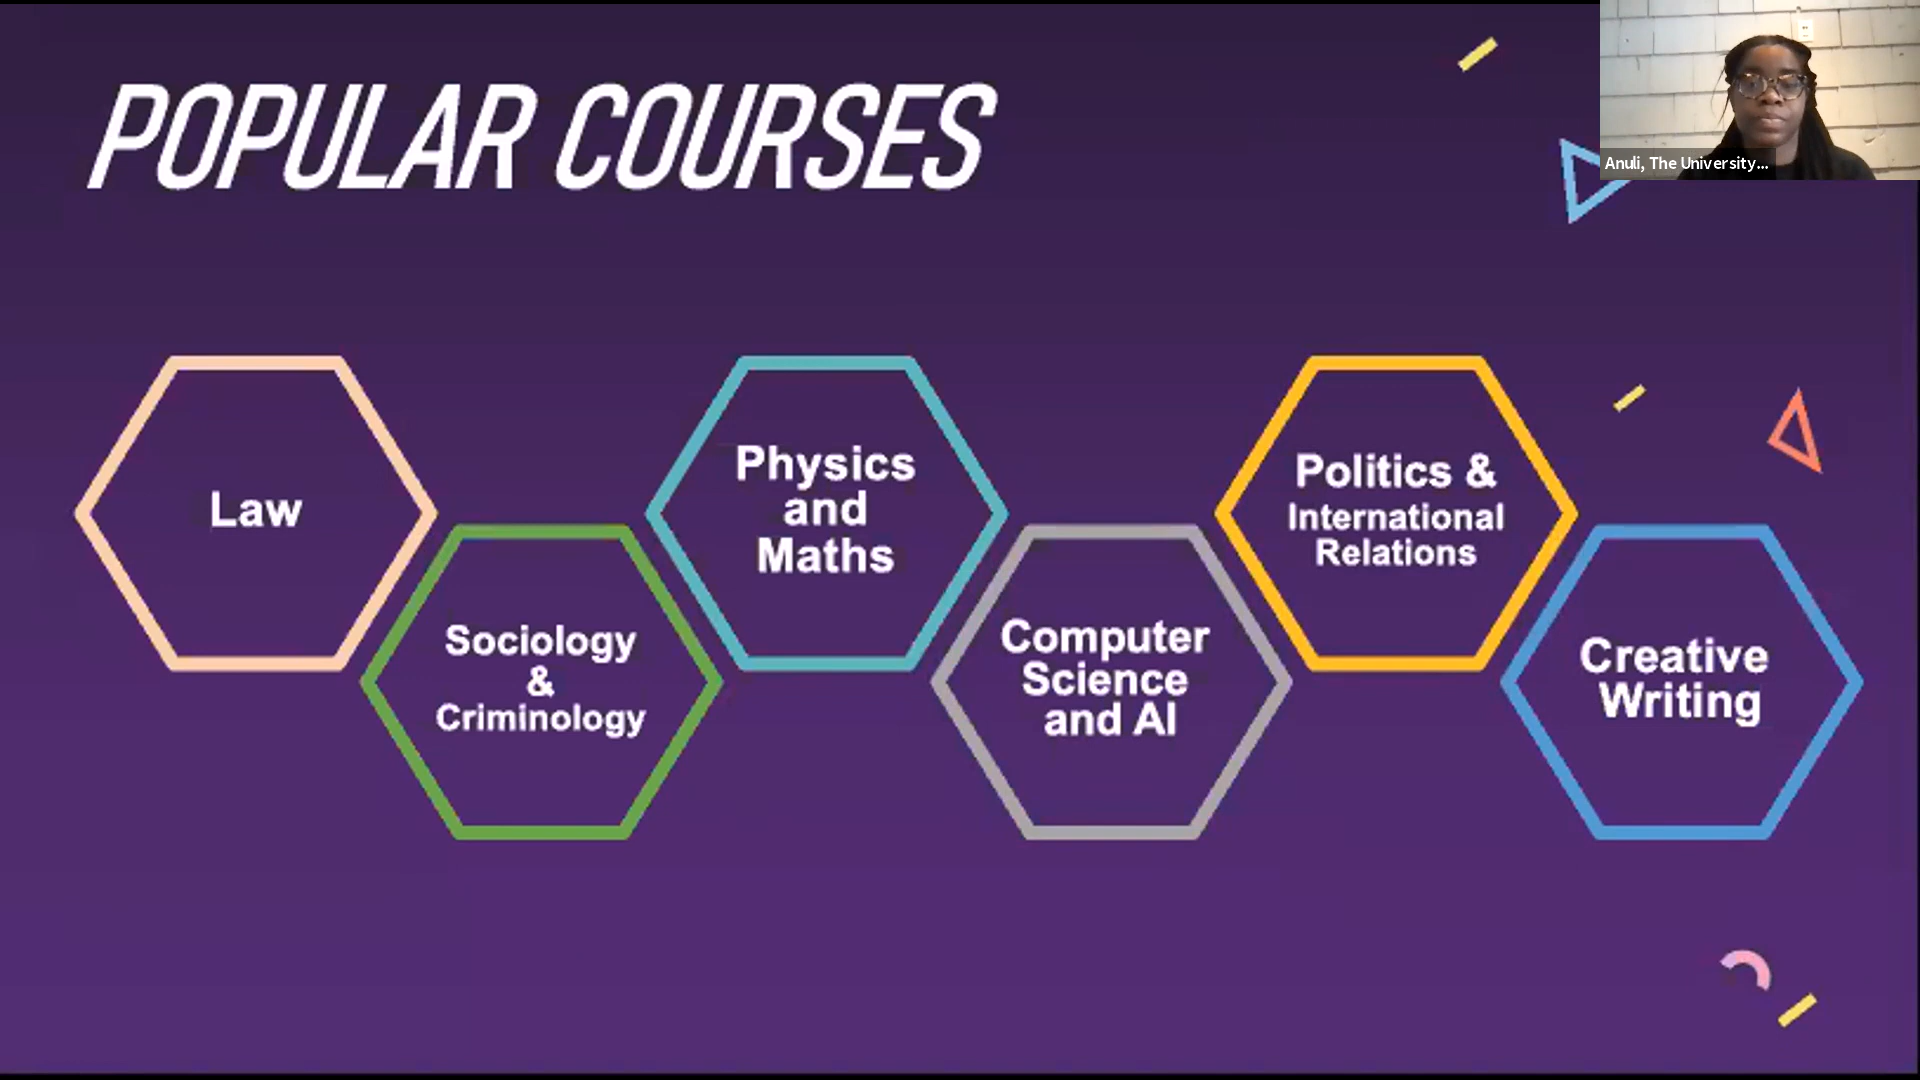 POPULAR COURSES
Anuli, The University...
Law
Sociology
&
Criminology
Physics
and
Maths
Computer
Science
and AI
Politics &
International
Relations
Creative
Writing